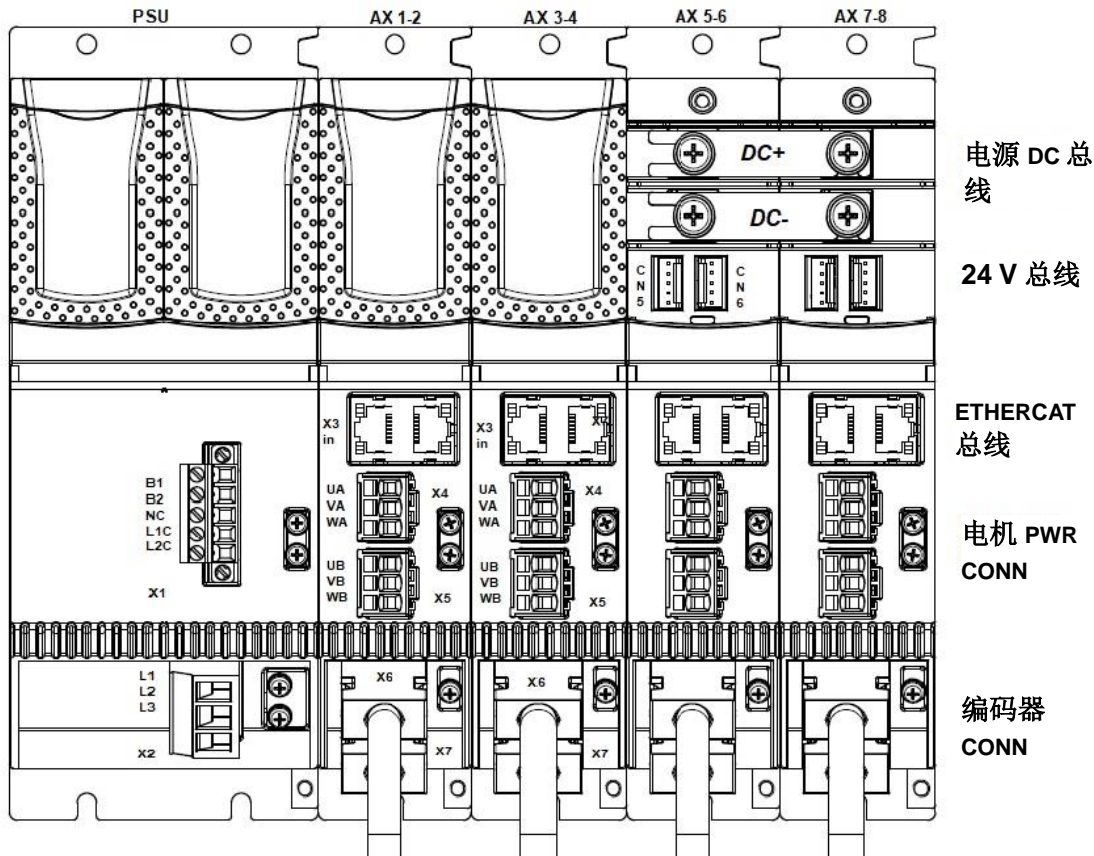 PSU
AX 1-2
AX 3-4
AX 5-6
AX 7-8
DC+
DC-
电源 DC 总
线
C
N
5
C
N
6
24 V 总线
X3
in
X3
in
ETHERCAT
总线
B1
B2
NC
L1C
L2C
X1
UA
VA
WA
X4
UB
VB
WB
X5
UA
VA
WA
X4
UB
VB
WB
X5
电机 PWR
CONN
L1
L2
L3
X2
X6
X7
X6
X7
编码器
CONN